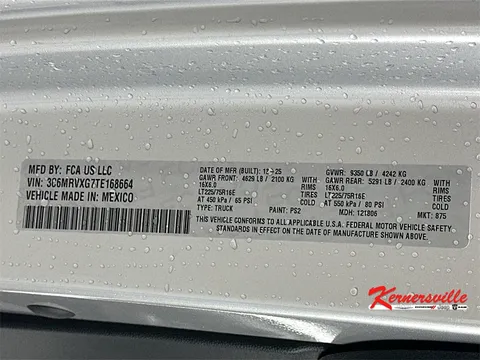 MFD BY: FCA US LLC
VIN: 3C6MRVXG7TE168664
VEHICLE MADE IN: MEXICO
DATE OF MFR (BUILT): 12-25
GVWR: 9350 LB / 4242 KG
GAWR FRONT: 4629 LB / 2100 KG
GAWR REAR: 5291 LB / 2400 KG
16X6.0
RIMS
16X6.0
RIMS
LT225/75R16E
TIRES
LT225/75R16E
TIRES
AT 450 kPa / 65 PSI
COLD
AT 550 kPa / 80 PSI
COLD
TYPE: TRUCK
PAINT: PS2
MDH: 121806
MKT: 875
THIS VEHICLE CONFORMS TO ALL APPLICABLE U.S.A. FEDERAL MOTOR VEHICLE SAFETY
STANDARDS IN EFFECT ON THE DATE OF MANUFACTURE SHOWN ABOVE.
Kernersville
Jeep